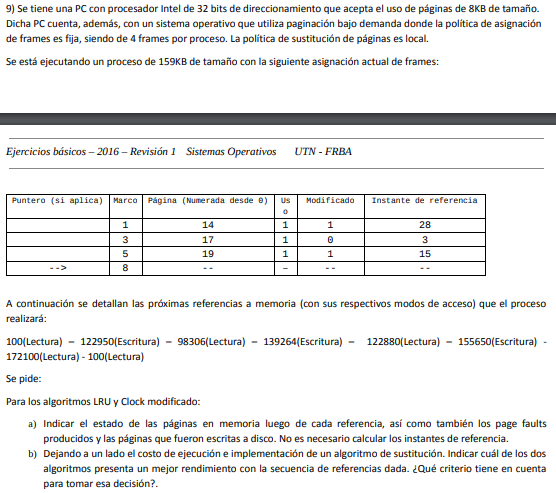 9) Se tiene una PC con procesador Intel de 32 bits de direccionamiento que acepta el uso de páginas de 8KB de tamaño.
Dicha PC cuenta, además, con un sistema operativo que utiliza paginación bajo demanda donde la política de asignación
de frames es fija, siendo de 4 frames por proceso. La política de sustitución de páginas es local.
Se está ejecutando un proceso de 159KB de tamaño con la siguiente asignación actual de frames:
Ejercicios básicos – 2016 – Revisión 1 Sistemas Operativos UTN - FRBA
Puntero (si aplica) Marco Página (Numerada desde 0) Us Modificado Instante de referencia
o
1 14 1 1 28
3 17 1 0 3
5 19 1 1 15
--> 8 -- - -- --
A continuación se detallan las próximas referencias a memoria (con sus respectivos modos de acceso) que el proceso
realizará:
100(Lectura) – 122950(Escritura) – 98306(Lectura) – 139264(Escritura) – 122880(Lectura) – 155650(Escritura) -
172100(Lectura) - 100(Lectura)
Se pide:
Para los algoritmos LRU y Clock modificado:
a) Indicar el estado de las páginas en memoria luego de cada referencia, así como también los page faults
producidos y las páginas que fueron escritas a disco. No es necesario calcular los instantes de referencia.
b) Dejando a un lado el costo de ejecución e implementación de un algoritmo de sustitución. Indicar cuál de los dos
algoritmos presenta un mejor rendimiento con la secuencia de referencias dada. ¿Qué criterio tiene en cuenta
para tomar esa decisión?.